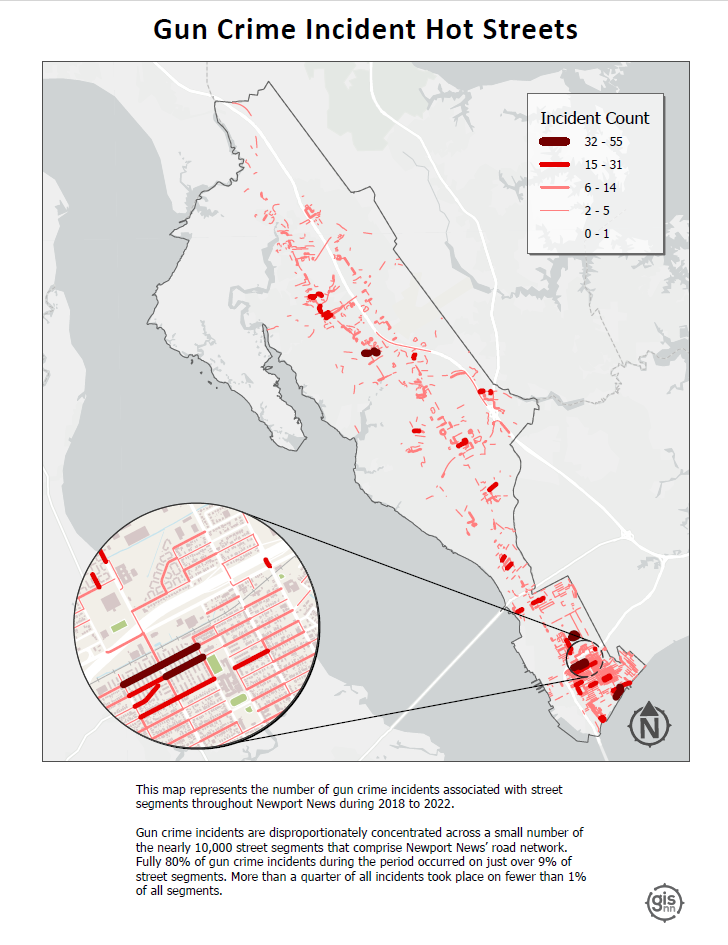 Gun Crime Incident Hot Streets
Incident Count
32 - 55
15 - 31
6 - 14
2 - 5
0 - 1
N
This map represents the number of gun crime incidents associated with street
segments throughout Newport News during 2018 to 2022.
Gun crime incidents are disproportionately concentrated across a small number of
the nearly 10,000 street segments that comprise Newport News’ road network.
Fully 80% of gun crime incidents during the period occurred on just over 9% of
street segments. More than a quarter of all incidents took place on fewer than 1%
of all segments.
gis
nn